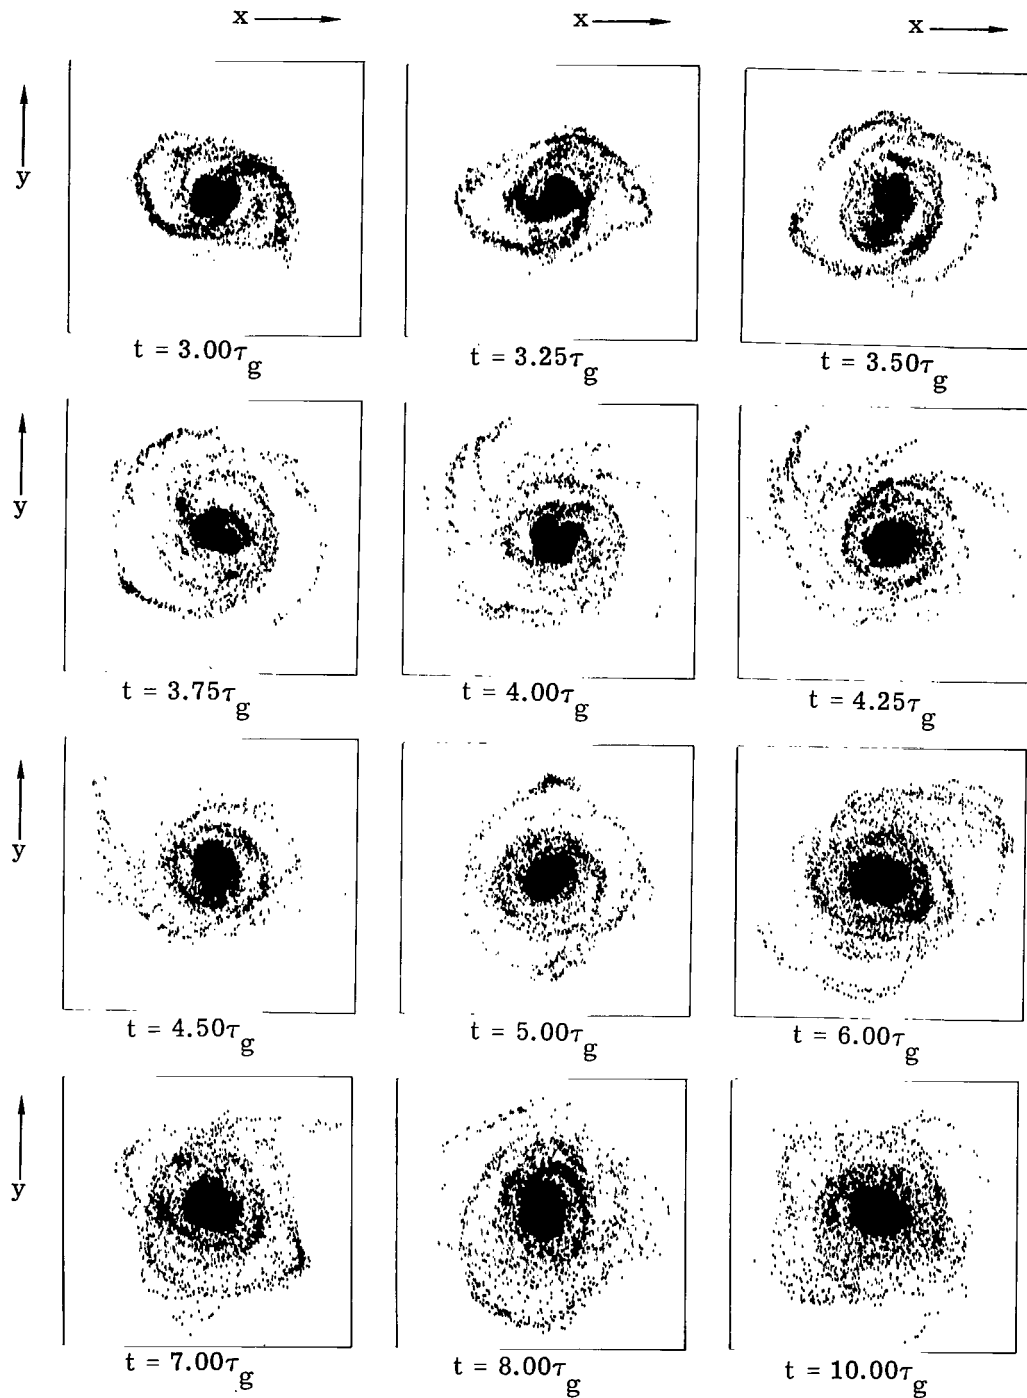 x x x
y
t = 3.00τg t = 3.25τg t = 3.50τg
y
t = 3.75τg t = 4.00τg t = 4.25τg
y
t = 4.50τg t = 5.00τg t = 6.00τg
y
t = 7.00τg t = 8.00τg t = 10.00τg